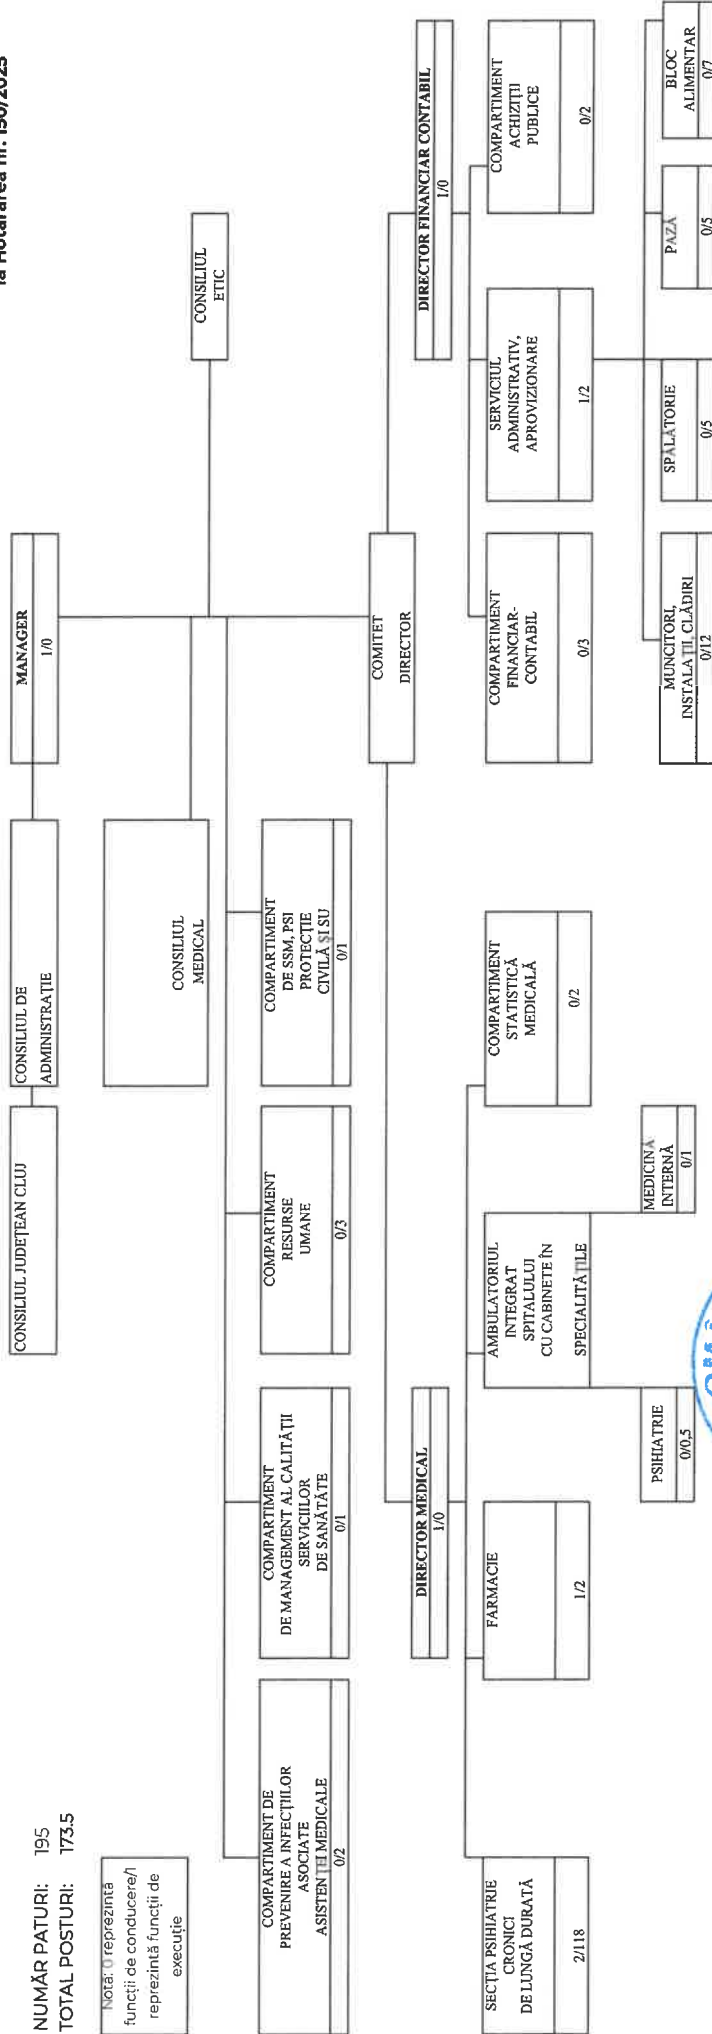 la Hotărârea nr. 190/2025
NUMĂR PATURI: 195
TOTAL POSTURI: 173.5
Notă: 0 reprezintă
funcții de conducere/1
reprezintă funcții de
execuție
CONSILIUL JUDEȚEAN CLUJ
CONSILIUL DE
ADMINISTRAȚIE
MANAGER
1/0
CONSILIUL
MEDICAL
CONSILIUL
ETIC
COMPARTIMENT DE
PREVENIRE A INFECȚIILOR
ASOCIATE
ASISTENȚEI MEDICALE
0/2
COMPARTIMENT
DE MANAGEMENT AL CALITĂȚII
SERVICIILOR
DE SANĂTĂTE
0/1
COMPARTIMENT
RESURSE
UMANE
0/3
COMPARTIMENT
DE SSM, PSI
PROTECȚIE
CIVILĂ ȘI SU
0/1
COMITET
DIRECTOR
DIRECTOR MEDICAL
1/0
DIRECTOR FINANCIAR CONTABIL
1/0
SECȚIA PSIHIATRIE
CRONICI
DE LUNGĂ DURATĂ
2/118
FARMACIE
1/2
AMBULATORIUL
INTEGRAT
SPITALULUI
CU CABINETE ÎN
SPECIALITĂȚILE
COMPARTIMENT
STATISTICĂ
MEDICALĂ
0/2
COMPARTIMENT
FINANCIAR-
CONTABIL
0/3
SERVICIUL
ADMINISTRATIV,
APROVIZIONARE
1/2
COMPARTIMENT
ACHIZIȚII
PUBLICE
0/2
PSIHIATRIE
0/0,5
MEDICINĂ
INTERNĂ
0/1
MUNCITORI,
INSTALAȚII, CLĂDIRI
0/12
SPĂLĂTORIE
0/5
PAZĂ
0/5
BLOC
ALIMENTAR
0/7